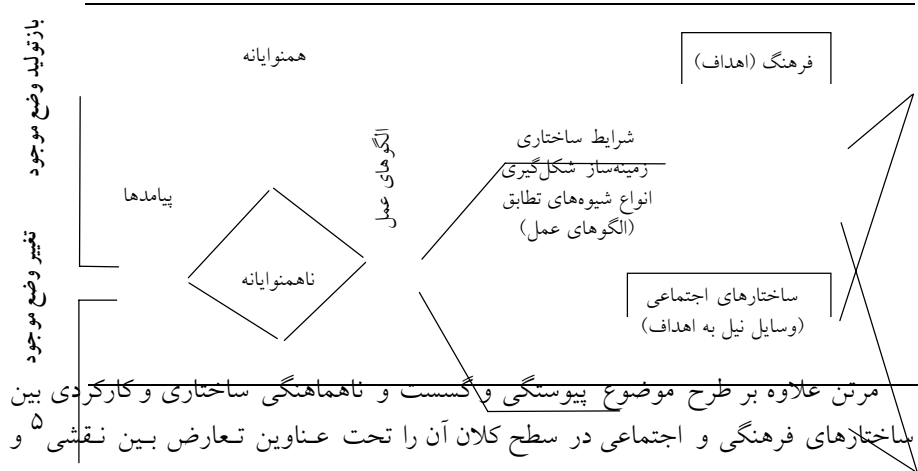 همنوایانه
فرهنگ (اهداف)
بازتولید وضع موجود
الگوهای عمل
شرایط ساختاری
زمینه‌ساز شکل‌گیری
انواع شیوه‌های تطابق
(الگوهای عمل)
پیامدها
تغییر وضع موجود
ناهمنوایانه
ساختارهای اجتماعی
(وسایل نیل به اهداف)
مرتن علاوه بر طرح موضوع پیوستگی و گسست و ناهماهنگی ساختاری و کارکردی بین
ساختارهای فرهنگی و اجتماعی در سطح کلان آن را تحت عناوین تعارض بین نقشی ۵ و